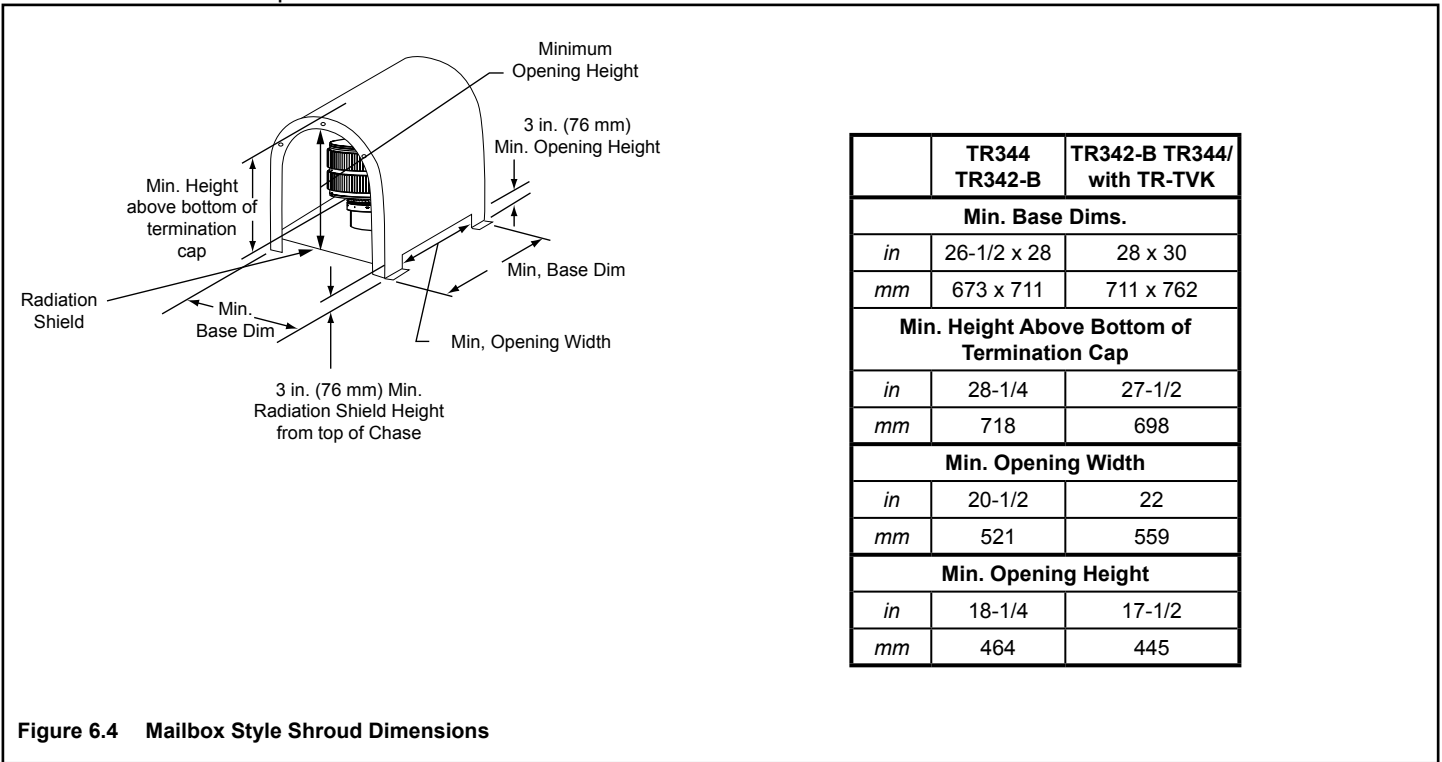 Minimum
Opening Height
3 in. (76 mm)
Min. Opening Height
Min. Height
above bottom of
termination
cap
Min, Base Dim
Radiation
Shield
Min.
Base Dim
Min, Opening Width
3 in. (76 mm) Min.
Radiation Shield Height
from top of Chase
TR344 TR342-B TR344/
TR342-B with TR-TVK
Min. Base Dims.
in 26-1/2 x 28 28 x 30
mm 673 x 711 711 x 762
Min. Height Above Bottom of
Termination Cap
in 28-1/4 27-1/2
mm 718 698
Min. Opening Width
in 20-1/2 22
mm 521 559
Min. Opening Height
in 18-1/4 17-1/2
mm 464 445
Figure 6.4 Mailbox Style Shroud Dimensions